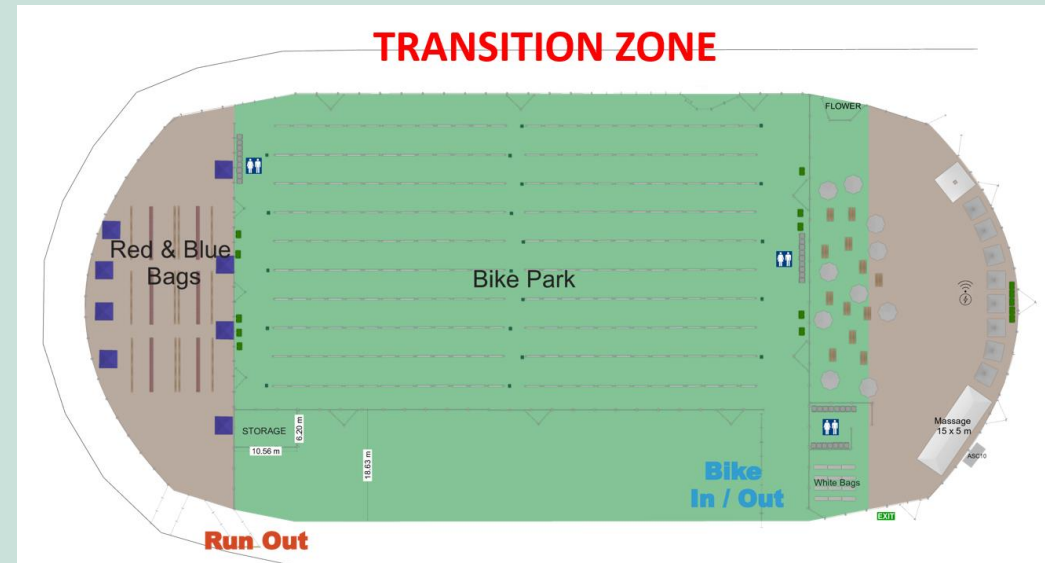 TRANSITION ZONE
FLOWER
Red & Blue
Bags
Bike Park
STORAGE
6.20 m
10.56 m
18.63 m
Massage
15 x 5 m
ASC10
Bike
In / Out
White Bags
EXIT
Run Out